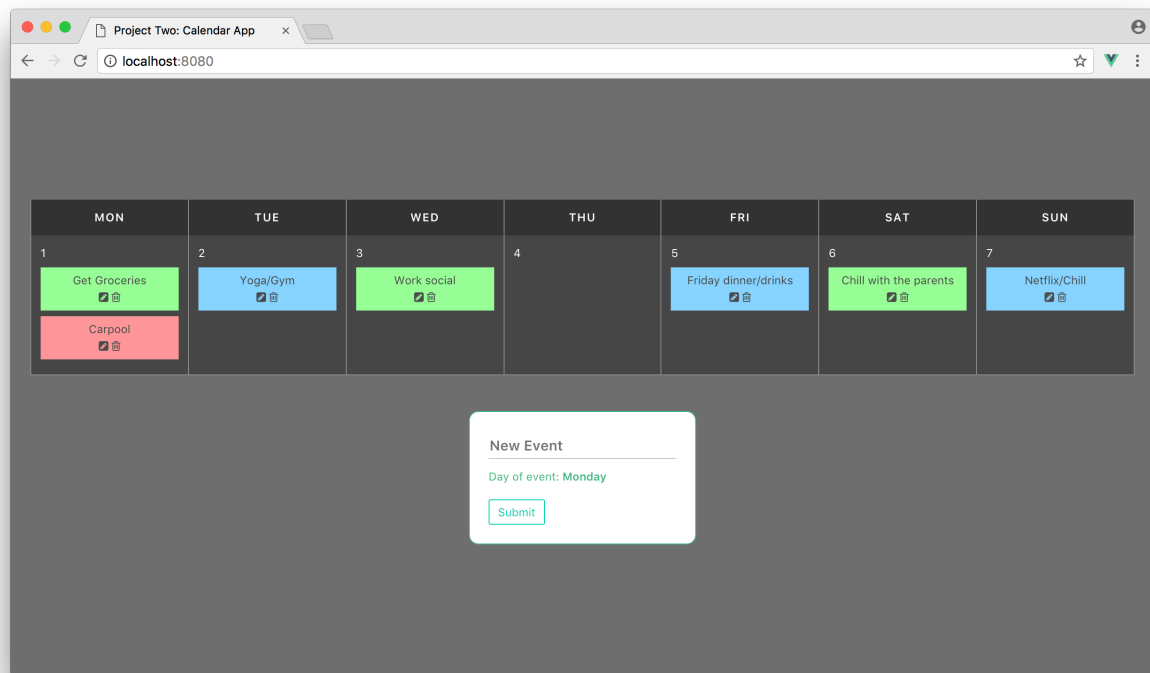 Project Two: Calendar App
localhost:8080
MON TUE WED THU FRI SAT SUN
1 2 3 4 5 6 7
Get Groceries Yoga/Gym Work social Friday dinner/drinks Chill with the parents Netflix/Chill
Carpool
New Event
Day of event: Monday
Submit